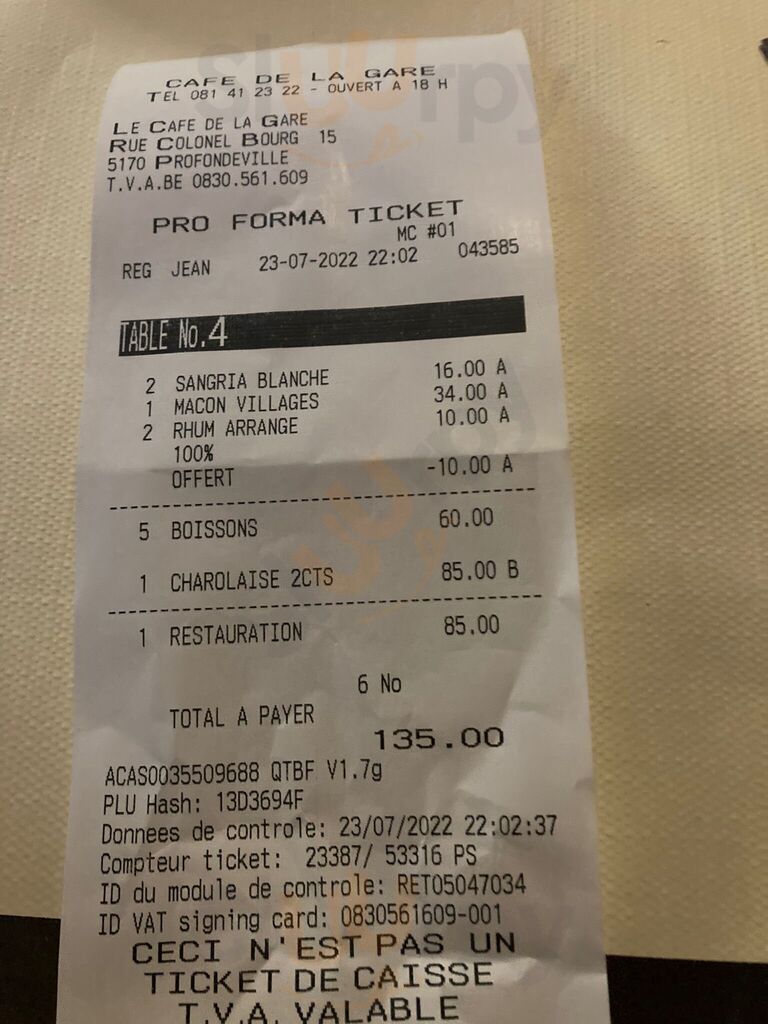 CAFE DE LA GARE
TEL 081 41 23 22 - OUVERT A 18 H
LE CAFE DE LA GARE
RUE COLONEL BOURG 15
5170 PROFONDEVILLE
T.V.A.BE 0830.561.609
PRO FORMA TICKET
MC #01
REG JEAN 23-07-2022 22:02 043585
TABLE No.4
2 SANGRIA BLANCHE 16.00 A
1 MACON VILLAGES 34.00 A
2 RHUM ARRANGE 10.00 A
100%
OFFERT -10.00 A
5 BOISSONS 60.00
1 CHAROLAISE 2CTS 85.00 B
1 RESTAURATION 85.00
6 No
TOTAL A PAYER
135.00
ACAS0035509688 QTBF V1.7g
PLU Hash: 13D3694F
Donnees de controle: 23/07/2022 22:02:37
Compteur ticket: 23387/ 53316 PS
ID du module de controle: RET05047034
ID VAT signing card: 0830561609-001
CECI N'EST PAS UN
TICKET DE CAISSE
T.V.A. VALABLE